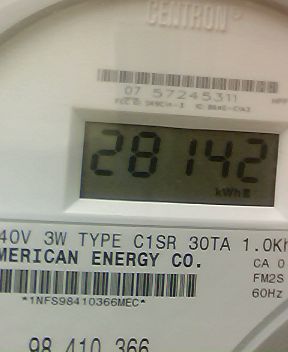 CENTRON
07 57245311
28142
kWh
40V 3W TYPE C1SR 30TA 1.0Kh
MERICAN ENERGY CO.
CA 0
FM2S
60Hz
*1NFS98410366MEC*
98 410 366